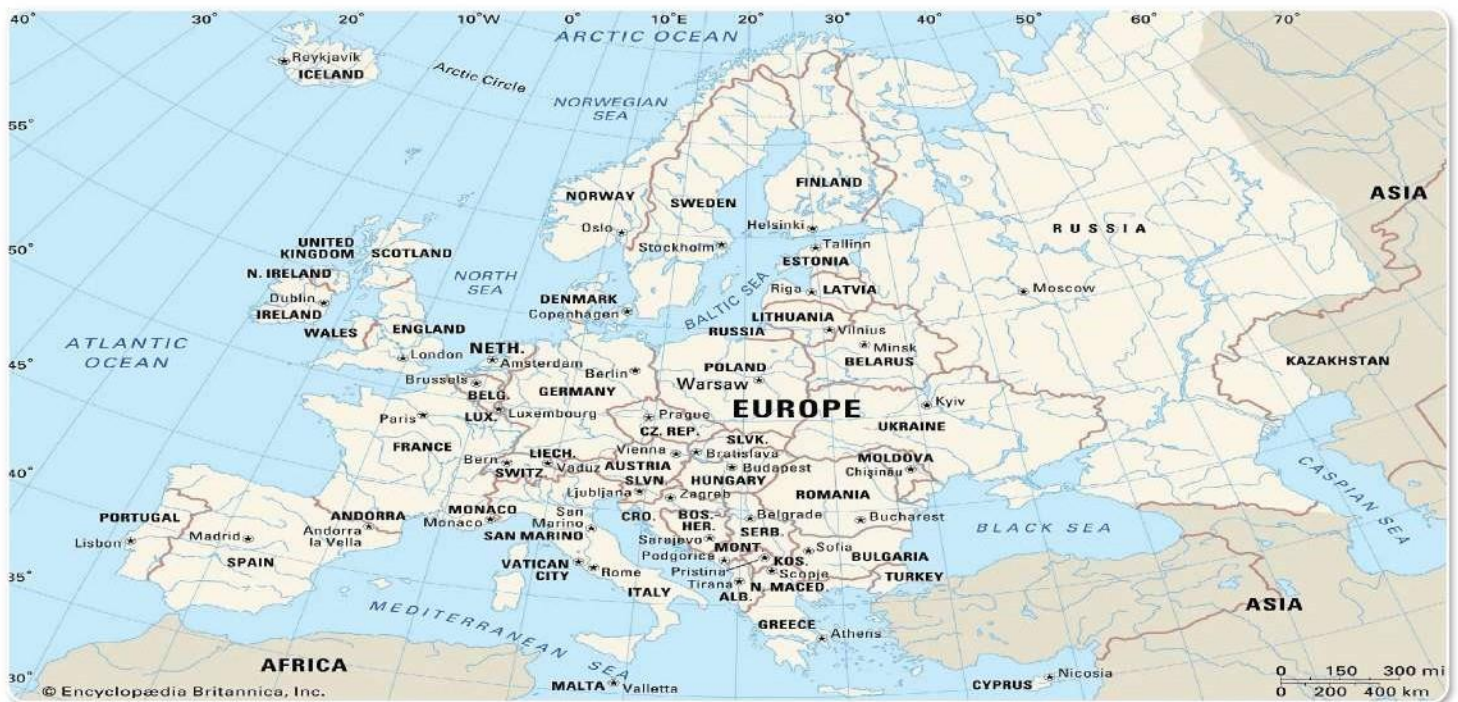 40°
30°
20°
10°W
0°
10°E
20°
30°
40°
50°
60°
70°
ARCTIC OCEAN
Reykjavík
ICELAND
Arctic Circle
NORWEGIAN
SEA
55°
FINLAND
NORWAY
SWEDEN
ASIA
Oslo
Helsinki
Stockholm
RUSSIA
Tallinn
ESTONIA
50°
UNITED
KINGDOM
SCOTLAND
N. IRELAND
NORTH
SEA
Dublin
IRELAND
DENMARK
Copenhagen
BALTIC SEA
Riga
LATVIA
Moscow
WALES
ENGLAND
LITHUANIA
RUSSIA
Vilnius
ATLANTIC
OCEAN
London
NETH.
Amsterdam
Minsk
BELARUS
45°
Brussels
BELG.
Berlin
GERMANY
POLAND
Warsaw
KAZAKHSTAN
Paris
LUX.
Luxembourg
Prague
CZ. REP.
EUROPE
Kyiv
UKRAINE
FRANCE
SLVK.
Bern
LIECH.
Vaduz
Vienna
Bratislava
MOLDOVA
40°
SWITZ.
AUSTRIA
Budapest
HUNGARY
Chişinău
SLVN.
Ljubljana
Zagreb
ROMANIA
CASPIAN SEA
PORTUGAL
ANDORRA
MONACO
Monaco
San
Marino
SAN MARINO
CRO.
BOS.-
HER.
Belgrade
SERB.
Bucharest
BLACK SEA
Lisbon
Madrid
Andorra
la Vella
Sarajevo
MONT.
Sofia
BULGARIA
SPAIN
VATICAN
CITY
Rome
Podgorica
Pristina
KOS.
Scopje
TURKEY
35°
ITALY
Tirana
ALB.
N. MACED.
ASIA
MEDITERRANEAN SEA
GREECE
Athens
AFRICA
30°
MALTA
Valletta
CYPRUS
Nicosia
0 150 300 mi
0 200 400 km
© Encyclopædia Britannica, Inc.